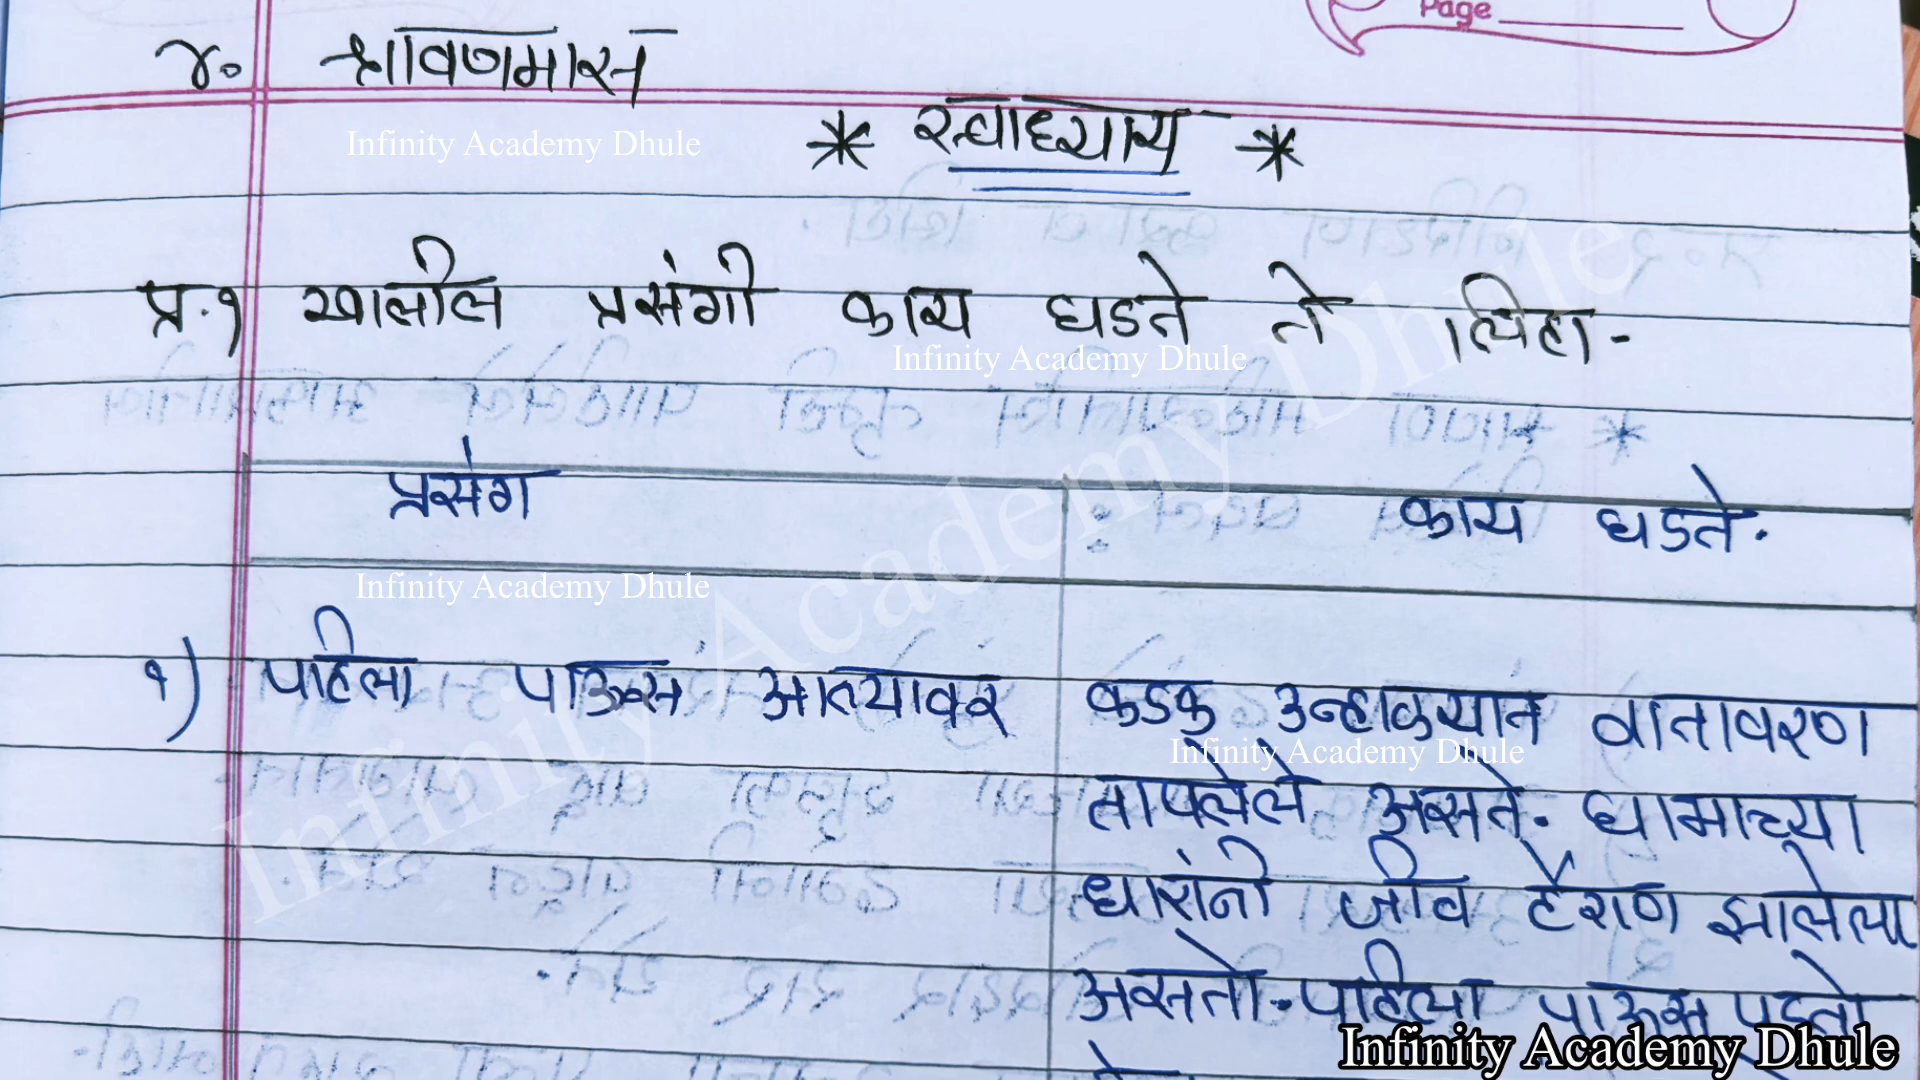 Page
४. श्रावणमास
Infinity Academy Dhule
* स्वाध्याय *
प्र.१ खालील प्रसंगी काय घडते ते लिहा.
Infinity Academy Dhule
प्रसंग काय घडते.
Infinity Academy Dhule
Infinity Academy Dhule
१) पहिला पाऊस आल्यावर कडक उन्हाळ्यान वातावरण
Infinity Academy Dhule
तापलेले असते. घामाच्या
धारांनी जीव हैराण झालेला
असतो. पहिला पाऊस पडतो
Infinity Academy Dhule